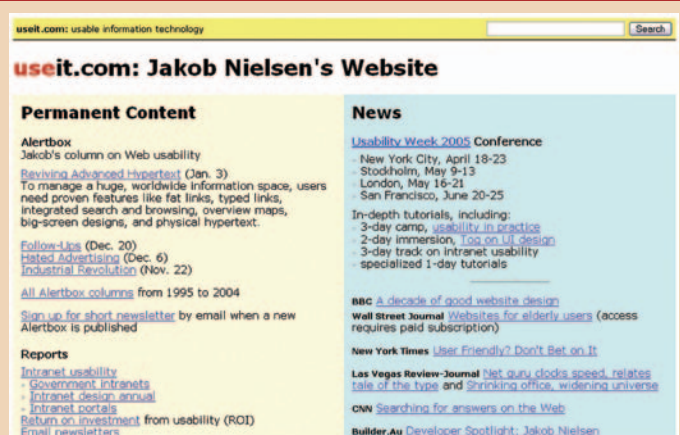 useit.com: usable information technology
Search
useit.com: Jakob Nielsen's Website
Permanent Content
Alertbox
Jakob's column on Web usability
Reviving Advanced Hypertext (Jan. 3)
To manage a huge, worldwide information space, users
need proven features like fat links, typed links,
integrated search and browsing, overview maps,
big-screen designs, and physical hypertext.
Follow-Ups (Dec. 20)
Hated Advertising (Dec. 6)
Industrial Revolution (Nov. 22)
All Alertbox columns from 1995 to 2004
Sign up for short newsletter by email when a new
Alertbox is published
Reports
Intranet usability
Government intranets
Intranet design annual
Intranet portals
Return on investment from usability (ROI)
Email newsletters
News
Usability Week 2005 Conference
New York City, April 18-23
Stockholm, May 9-13
London, May 16-21
San Francisco, June 20-25
In-depth tutorials, including:
3-day camp, usability in practice
2-day immersion, Tog on UI design
3-day track on intranet usability
specialized 1-day tutorials
BBC A decade of good website design
Wall Street Journal Websites for elderly users (access
requires paid subscription)
New York Times User Friendly? Don't Bet on It
Las Vegas Review-Journal Net guru clocks speed, relates
tale of the type and Shrinking office, widening universe
CNN Searching for answers on the Web
Builder.Au Developer Spotlight: Jakob Nielsen